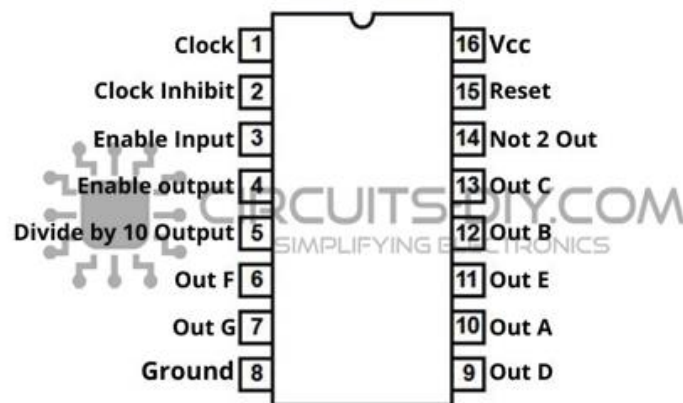 Clock 1 16 Vcc
Clock Inhibit 2 15 Reset
Enable Input 3 14 Not 2 Out
Enable output 4 13 Out C
CIRCUITS DIY.COM
Divide by 10 Output 5 12 Out B
SIMPLIFYING ELECTRONICS
Out F 6 11 Out E
Out G 7 10 Out A
Ground 8 9 Out D